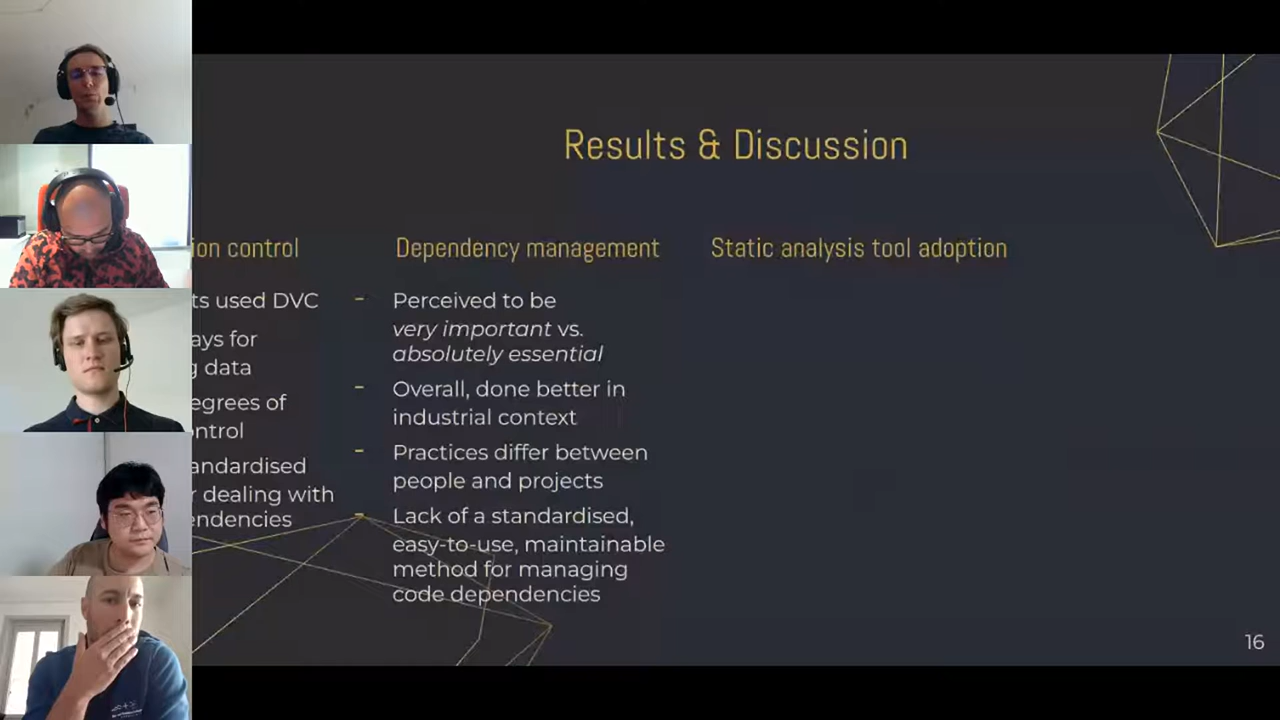 Results & Discussion
ion control
ts used DVC
ays for
g data
egrees of
ntrol
andardised
r dealing with
endencies
Dependency management
- Perceived to be
very important vs.
absolutely essential
- Overall, done better in
industrial context
- Practices differ between
people and projects
- Lack of a standardised,
easy-to-use, maintainable
method for managing
code dependencies
Static analysis tool adoption
16